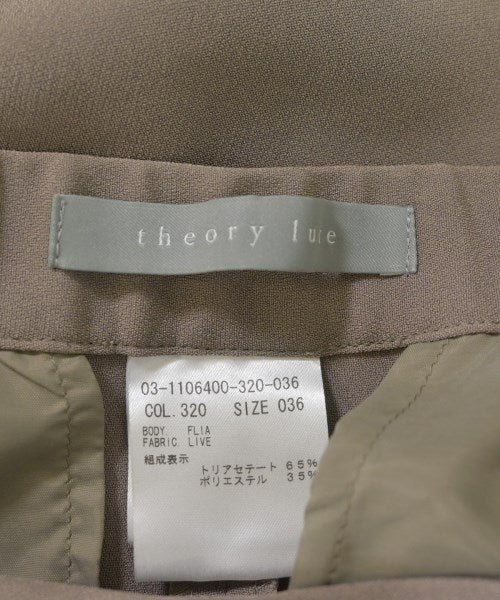 theory luxe
03-1106400-320-036
COL.320 SIZE 036
BODY FLIA
FABRIC LIVE
組成表示
トリアセテート 65%
ポリエステル 35%